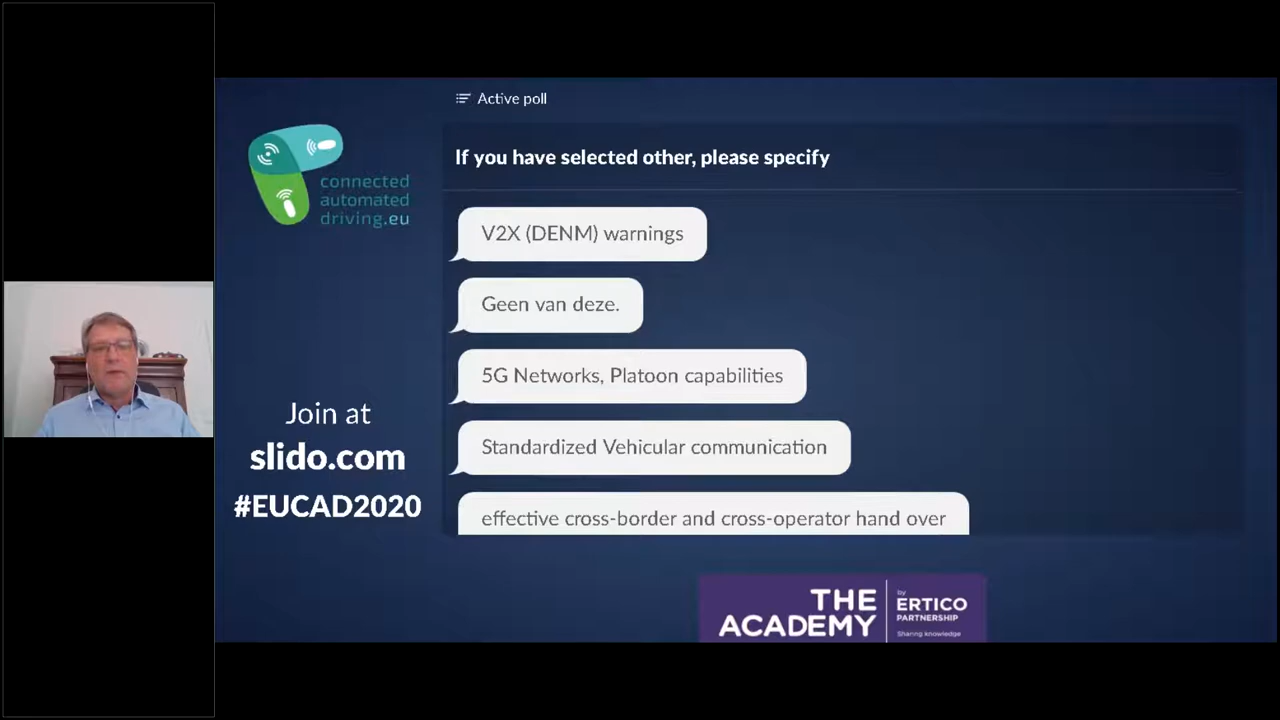 Active poll
If you have selected other, please specify
connected
automated
driving.eu
V2X (DENM) warnings
Geen van deze.
5G Networks, Platoon capabilities
Standardized Vehicular communication
effective cross-border and cross-operator hand over
Join at
slido.com
#EUCAD2020
THE
ACADEMY
by
ERTICO
PARTNERSHIP
Sharing knowledge